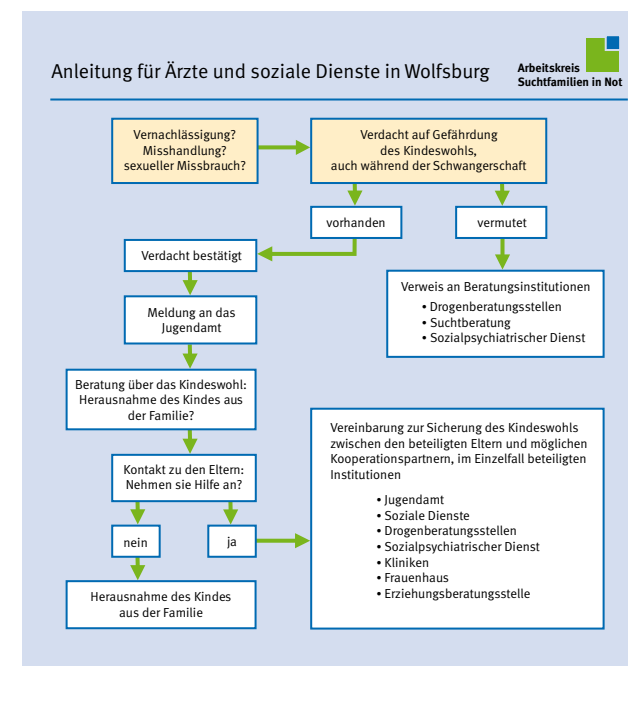 Anleitung für Ärzte und soziale Dienste in Wolfsburg
Arbeitskreis
Suchtfamilien in Not
Vernachlässigung?
Misshandlung?
sexueller Missbrauch?
Verdacht auf Gefährdung
des Kindeswohls,
auch während der Schwangerschaft
vorhanden
vermutet
Verdacht bestätigt
Verweis an Beratungsinstitutionen
• Drogenberatungsstellen
• Suchtberatung
• Sozialpsychiatrischer Dienst
Meldung an das
Jugendamt
Beratung über das Kindeswohl:
Herausnahme des Kindes aus
der Familie?
Kontakt zu den Eltern:
Nehmen sie Hilfe an?
nein
ja
Herausnahme des Kindes
aus der Familie
Vereinbarung zur Sicherung des Kindeswohls
zwischen den beteiligten Eltern und möglichen
Kooperationspartnern, im Einzelfall beteiligten
Institutionen
• Jugendamt
• Soziale Dienste
• Drogenberatungsstellen
• Sozialpsychiatrischer Dienst
• Kliniken
• Frauenhaus
• Erziehungsberatungsstelle